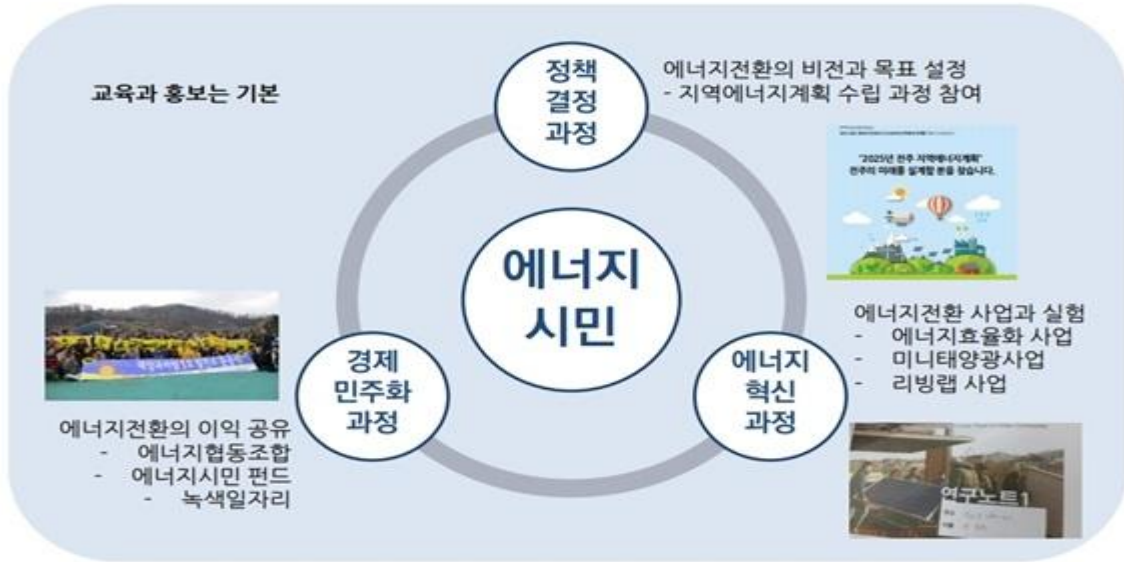 교육과 홍보는 기본
정책
결정
과정
에너지전환의 비전과 목표 설정
- 지역에너지계획 수립 과정 참여
"2025년 전주 지역에너지계획"
전주의 미래를 설계할 분을 찾습니다.
에너지
시민
경제
민주화
과정
에너지전환의 이익 공유
- 에너지협동조합
- 에너지시민 펀드
- 녹색일자리
에너지
혁신
과정
에너지전환 사업과 실험
- 에너지효율화 사업
- 미니태양광사업
- 리빙랩 사업
연구노트1